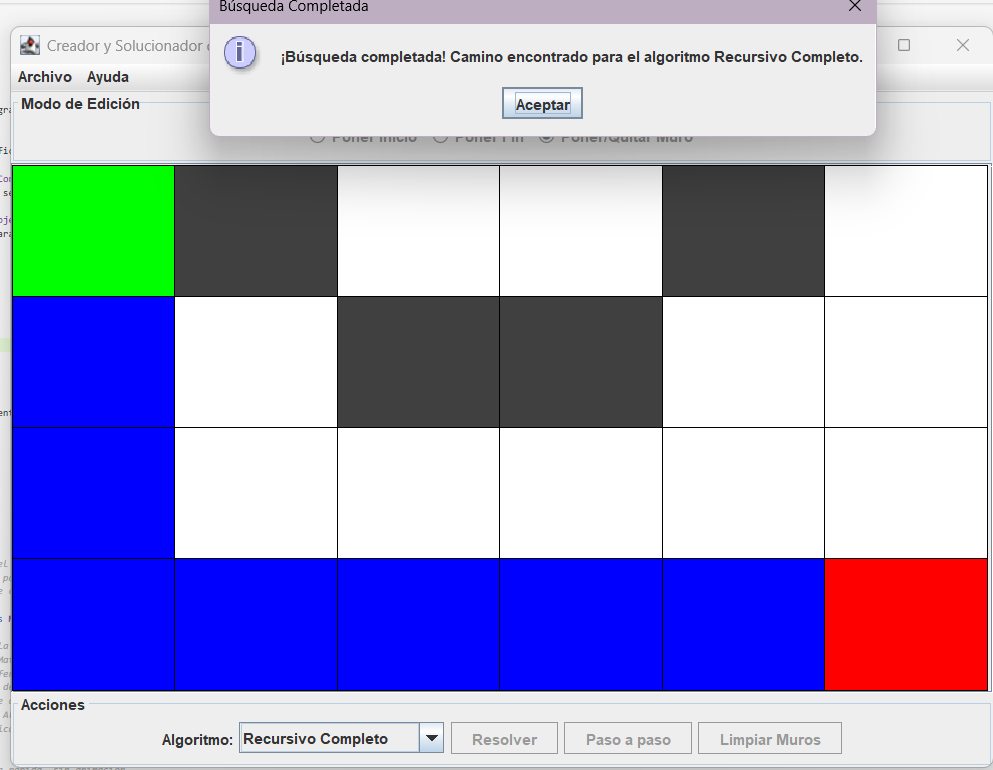 Búsqueda Completada
Creador y Solucionador
¡Búsqueda completada! Camino encontrado para el algoritmo Recursivo Completo.
Archivo Ayuda
Aceptar
Modo de Edición
Poner Inicio Poner Fin Poner/Quitar Muro
Acciones
Algoritmo: Recursivo Completo Resolver Paso a paso Limpiar Muros